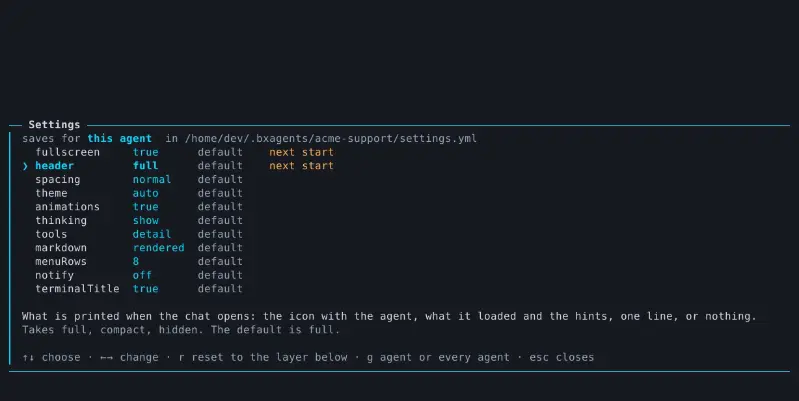 Settings
saves for this agent in /home/dev/.bxagents/acme-support/settings.yml
fullscreen true default next start
❯ header full default next start
spacing normal default
theme auto default
animations true default
thinking show default
tools detail default
markdown rendered default
menuRows 8 default
notify off default
terminalTitle true default
What is printed when the chat opens: the icon with the agent, what it loaded and the hints, one line, or nothing.
Takes full, compact, hidden. The default is full.
↑↓ choose · ←→ change · r reset to the layer below · g agent or every agent · esc closes